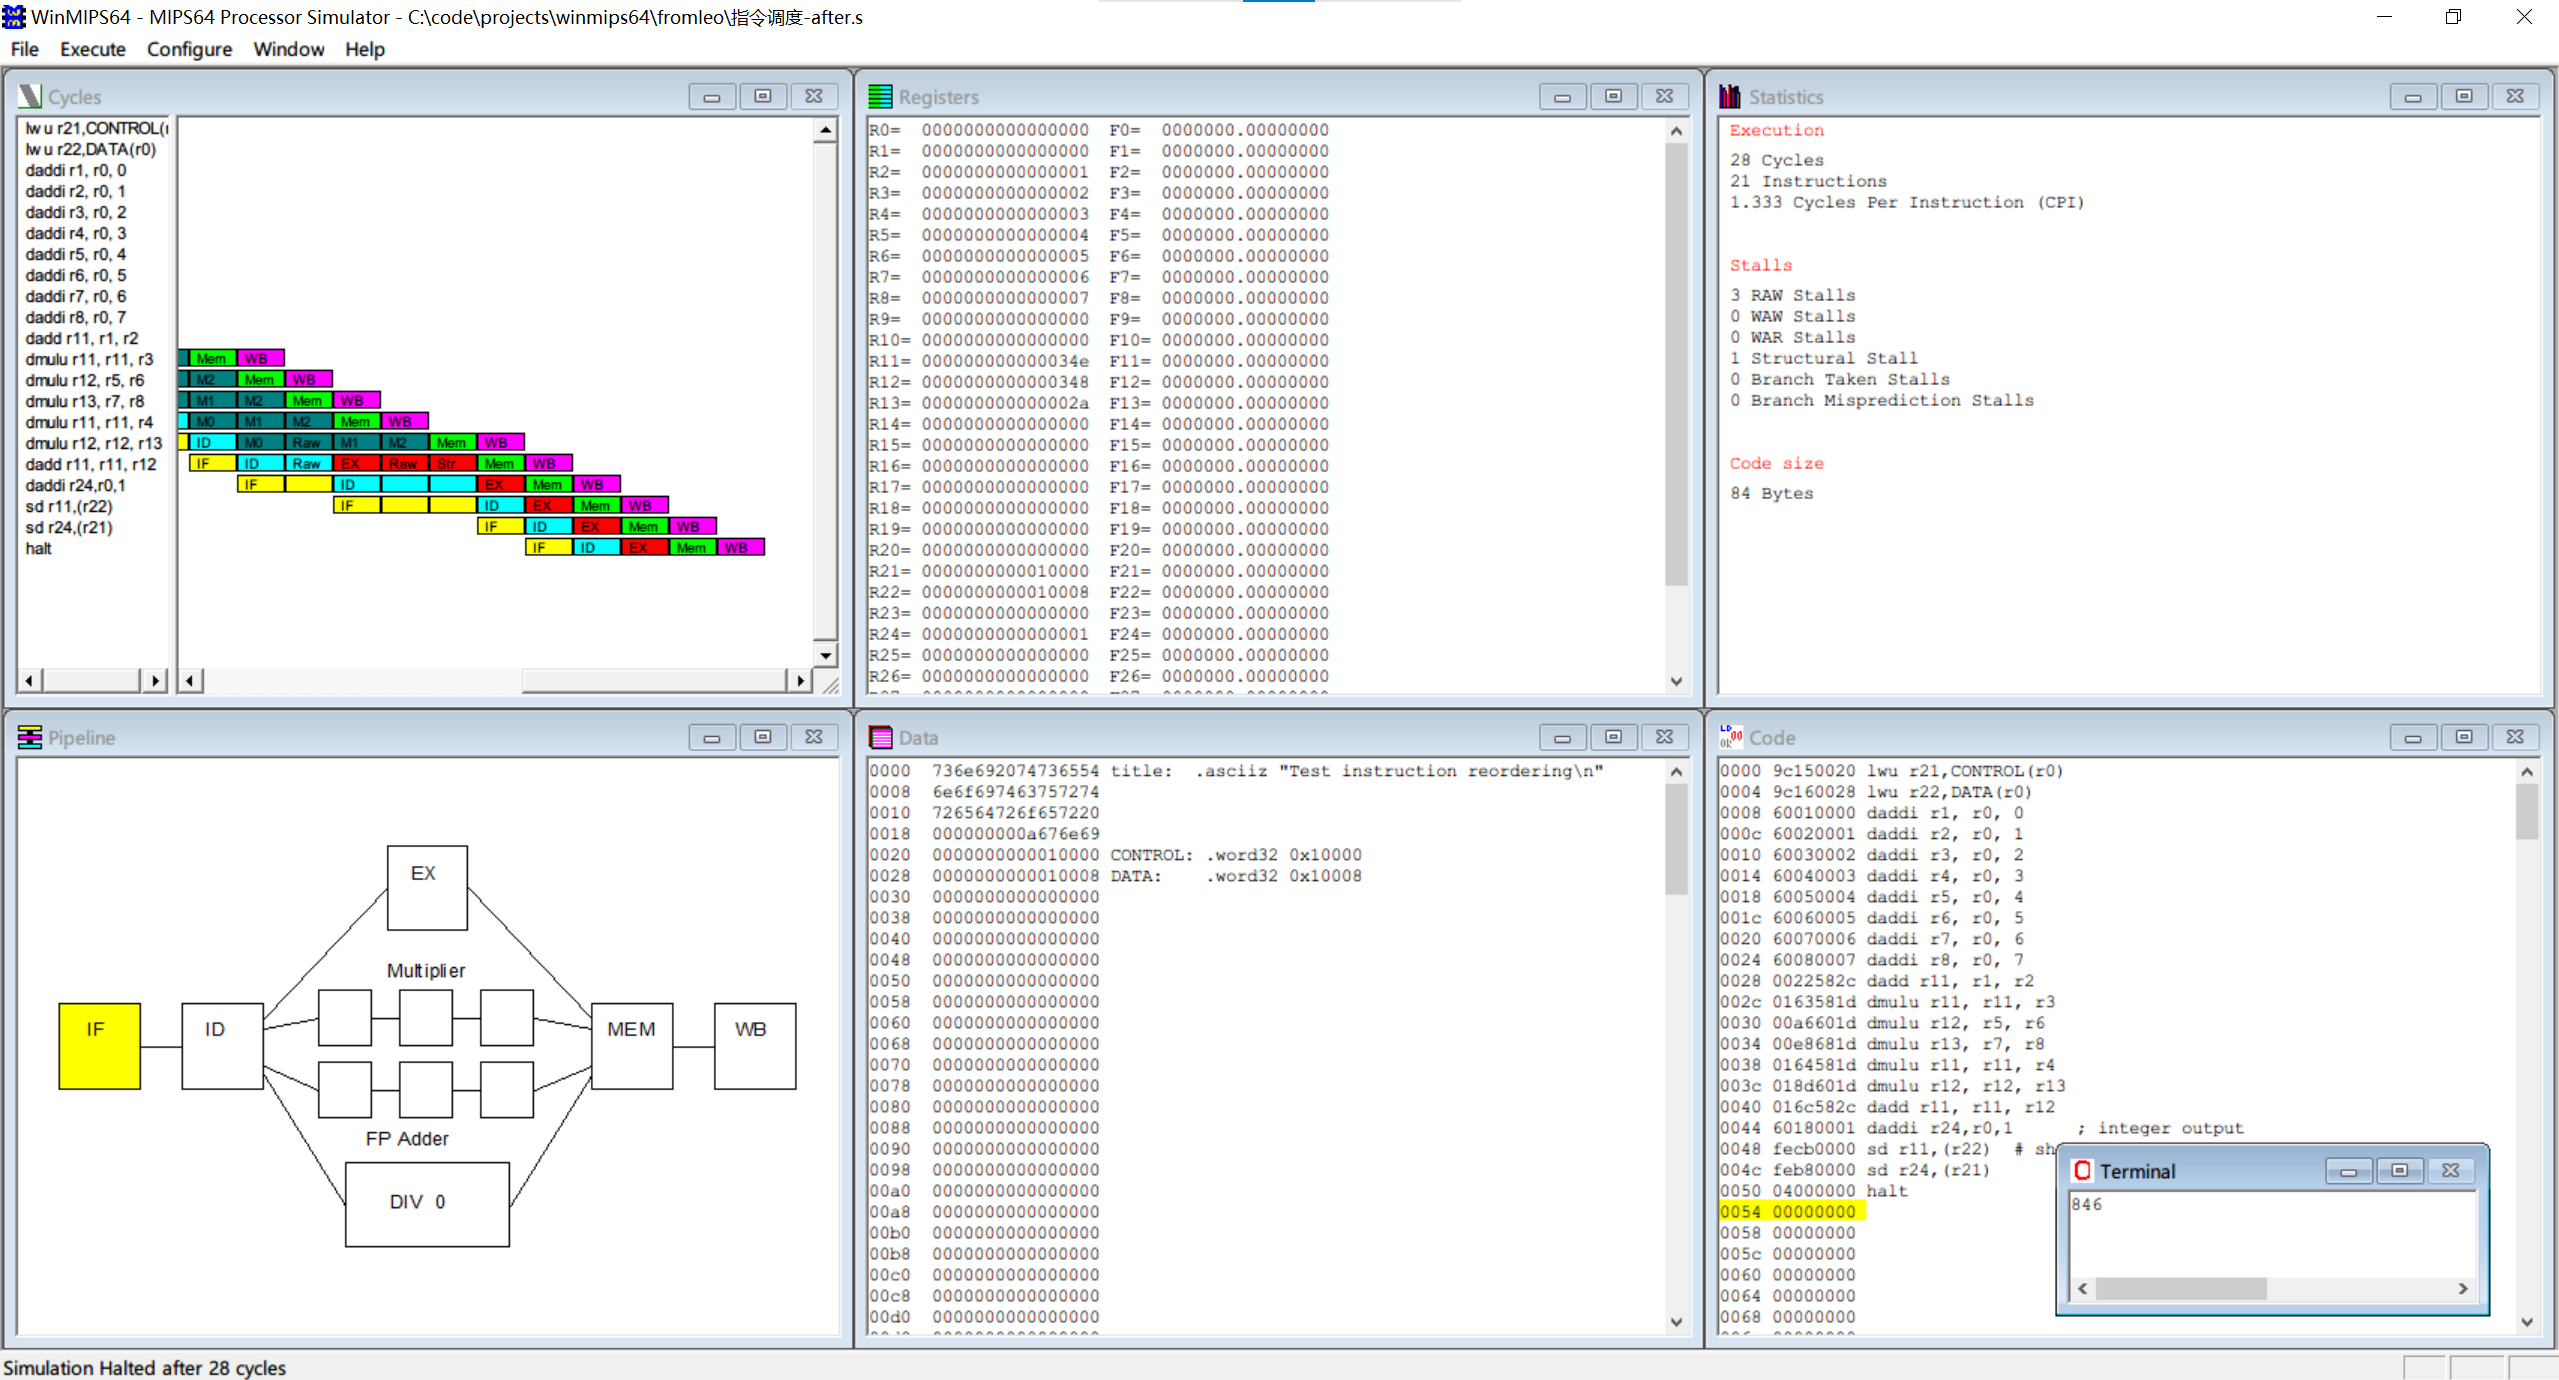 WinMIPS64 - MIPS64 Processor Simulator - C:\code\projects\winmips64\fromleo\指令调度-after.s
File Execute Configure Window Help
Cycles
lwu r21,CONTROL(
lwu r22,DATA(r0)
daddi r1, r0, 0
daddi r2, r0, 1
daddi r3, r0, 2
daddi r4, r0, 3
daddi r5, r0, 4
daddi r6, r0, 5
daddi r7, r0, 6
daddi r8, r0, 7
dadd r11, r1, r2
dmulu r11, r11, r3 Mem WB
dmulu r12, r5, r6 M2 Mem WB
dmulu r13, r7, r8 M1 M2 Mem WB
dmulu r11, r11, r4 M0 M1 M2 Mem WB
dmulu r12, r12, r13 ID M0 Raw M1 M2 Mem WB
dadd r11, r11, r12 IF ID Raw EX Raw Str Mem WB
daddi r24,r0,1 IF ID EX Mem WB
sd r11,(r22) IF ID EX Mem WB
sd r24,(r21) IF ID EX Mem WB
halt IF ID EX Mem WB
Registers
R0= 0000000000000000 F0= 0000000.00000000
R1= 0000000000000000 F1= 0000000.00000000
R2= 0000000000000001 F2= 0000000.00000000
R3= 0000000000000002 F3= 0000000.00000000
R4= 0000000000000003 F4= 0000000.00000000
R5= 0000000000000004 F5= 0000000.00000000
R6= 0000000000000005 F6= 0000000.00000000
R7= 0000000000000006 F7= 0000000.00000000
R8= 0000000000000007 F8= 0000000.00000000
R9= 0000000000000000 F9= 0000000.00000000
R10= 0000000000000000 F10= 0000000.00000000
R11= 000000000000034e F11= 0000000.00000000
R12= 0000000000000348 F12= 0000000.00000000
R13= 000000000000002a F13= 0000000.00000000
R14= 0000000000000000 F14= 0000000.00000000
R15= 0000000000000000 F15= 0000000.00000000
R16= 0000000000000000 F16= 0000000.00000000
R17= 0000000000000000 F17= 0000000.00000000
R18= 0000000000000000 F18= 0000000.00000000
R19= 0000000000000000 F19= 0000000.00000000
R20= 0000000000000000 F20= 0000000.00000000
R21= 0000000000010000 F21= 0000000.00000000
R22= 0000000000010008 F22= 0000000.00000000
R23= 0000000000000000 F23= 0000000.00000000
R24= 0000000000000001 F24= 0000000.00000000
R25= 0000000000000000 F25= 0000000.00000000
R26= 0000000000000000 F26= 0000000.00000000
Statistics
Execution
28 Cycles
21 Instructions
1.333 Cycles Per Instruction (CPI)
Stalls
3 RAW Stalls
0 WAW Stalls
0 WAR Stalls
1 Structural Stall
0 Branch Taken Stalls
0 Branch Misprediction Stalls
Code size
84 Bytes
Pipeline
EX
Multiplier
IF ID MEM WB
FP Adder
DIV 0
Data
0000 736e692074736554 title: .asciiz "Test instruction reordering\n"
0008 6e6f697463757274
0010 726564726f657220
0018 000000000a676e69
0020 0000000000010000 CONTROL: .word32 0x10000
0028 0000000000010008 DATA: .word32 0x10008
0030 0000000000000000
0038 0000000000000000
0040 0000000000000000
0048 0000000000000000
0050 0000000000000000
0058 0000000000000000
0060 0000000000000000
0068 0000000000000000
0070 0000000000000000
0078 0000000000000000
0080 0000000000000000
0088 0000000000000000
0090 0000000000000000
0098 0000000000000000
00a0 0000000000000000
00a8 0000000000000000
00b0 0000000000000000
00b8 0000000000000000
00c0 0000000000000000
00c8 0000000000000000
00d0 0000000000000000
Code
0000 9c150020 lwu r21,CONTROL(r0)
0004 9c160028 lwu r22,DATA(r0)
0008 60010000 daddi r1, r0, 0
000c 60020001 daddi r2, r0, 1
0010 60030002 daddi r3, r0, 2
0014 60040003 daddi r4, r0, 3
0018 60050004 daddi r5, r0, 4
001c 60060005 daddi r6, r0, 5
0020 60070006 daddi r7, r0, 6
0024 60080007 daddi r8, r0, 7
0028 0022582c dadd r11, r1, r2
002c 0163581d dmulu r11, r11, r3
0030 00a6601d dmulu r12, r5, r6
0034 00e8681d dmulu r13, r7, r8
0038 0164581d dmulu r11, r11, r4
003c 018d601d dmulu r12, r12, r13
0040 016c582c dadd r11, r11, r12
0044 60180001 daddi r24,r0,1 ; integer output
0048 fecb0000 sd r11,(r22) # sh
004c feb80000 sd r24,(r21)
0050 04000000 halt
0054 00000000
0058 00000000
005c 00000000
0060 00000000
0064 00000000
0068 00000000
Terminal
846
Simulation Halted after 28 cycles